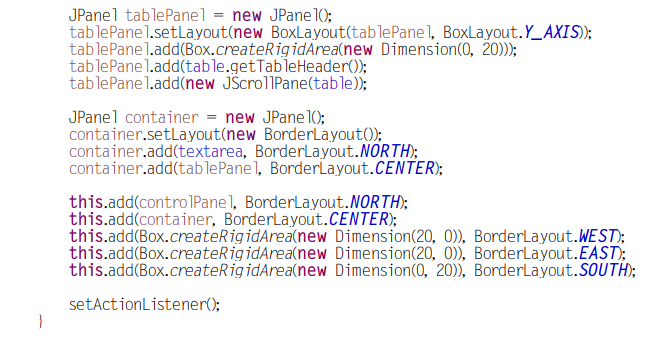 JPanel tablePanel = new JPanel();
tablePanel.setLayout(new BoxLayout(tablePanel, BoxLayout.Y_AXIS));
tablePanel.add(Box.createRigidArea(new Dimension(0, 20)));
tablePanel.add(table.getTableHeader());
tablePanel.add(new JScrollPane(table));
JPanel container = new JPanel();
container.setLayout(new BorderLayout());
container.add(textarea, BorderLayout.NORTH);
container.add(tablePanel, BorderLayout.CENTER);
this.add(controlPanel, BorderLayout.NORTH);
this.add(container, BorderLayout.CENTER);
this.add(Box.createRigidArea(new Dimension(20, 0)), BorderLayout.WEST);
this.add(Box.createRigidArea(new Dimension(20, 0)), BorderLayout.EAST);
this.add(Box.createRigidArea(new Dimension(0, 20)), BorderLayout.SOUTH);
setActionListener();
}